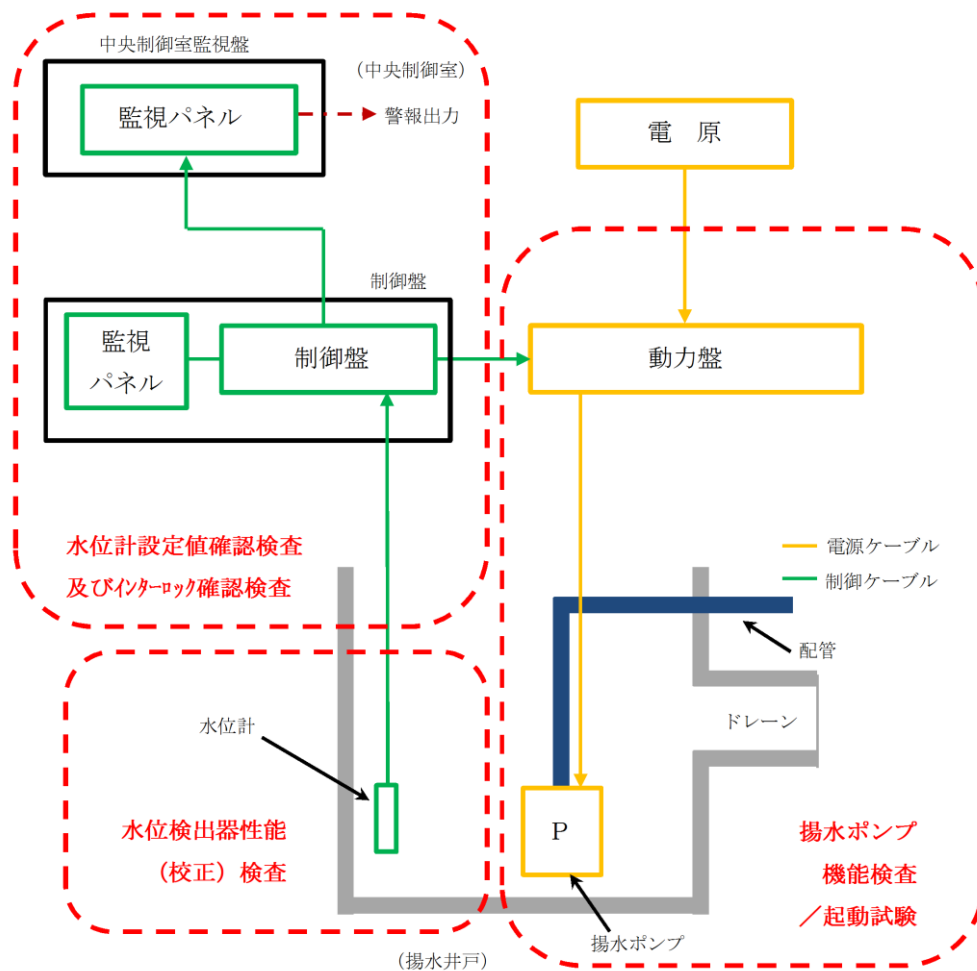 中央制御室監視盤
(中央制御室)
監視パネル
警報出力
電 原
制御盤
監視
パネル
制御盤
動力盤
水位計設定値確認検査
及びインターロック確認検査
電源ケーブル
制御ケーブル
配管
水位計
ドレーン
水位検出器性能
(校正)検査
P
揚水ポンプ
機能検査
/起動試験
揚水ポンプ
(揚水井戸)